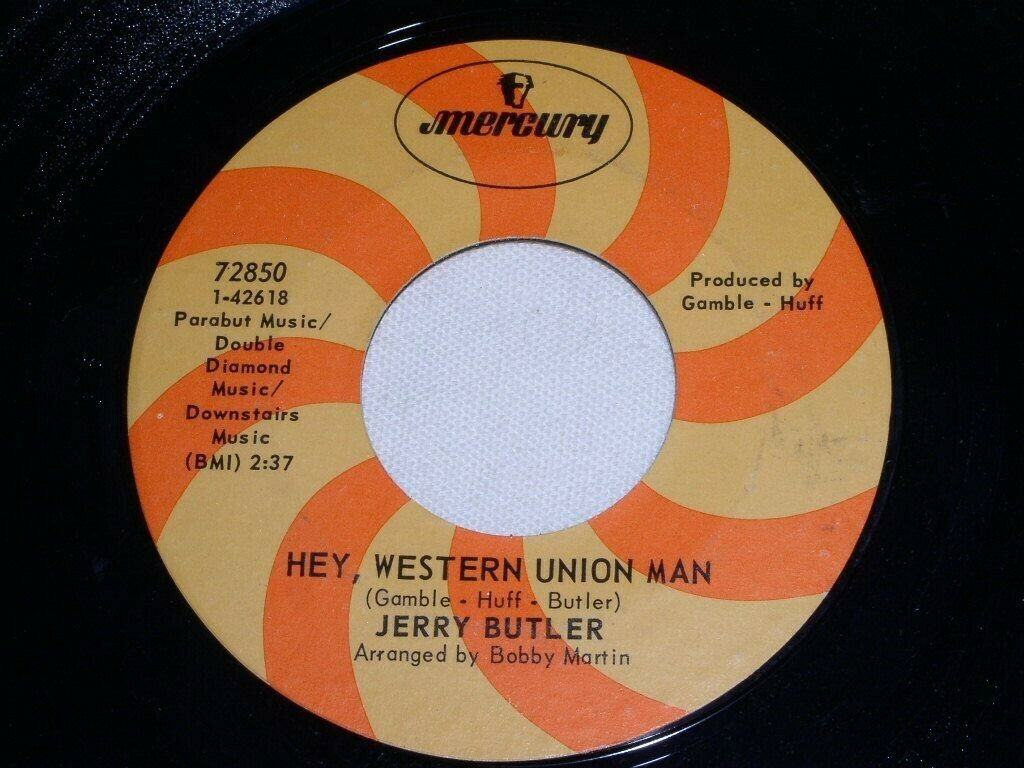 mercury
72850
1-42618
Parabut Music/
Double
Diamond
Music/
Downstairs
Music
(BMI) 2:37
Produced by
Gamble - Huff
HEY, WESTERN UNION MAN
(Gamble - Huff - Butler)
JERRY BUTLER
Arranged by Bobby Martin